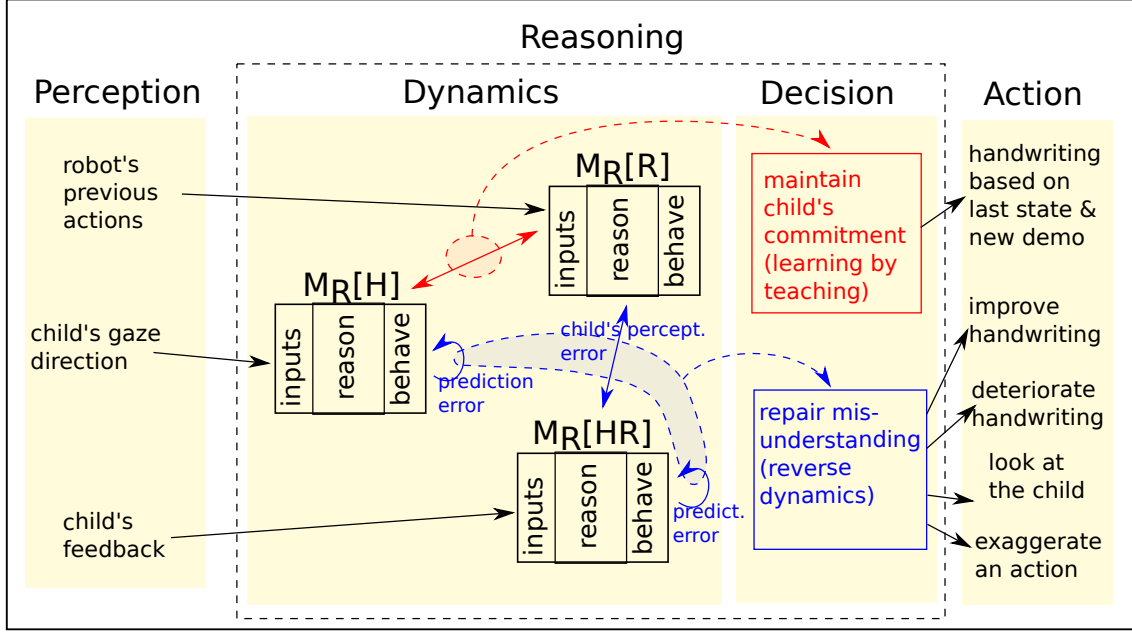 Reasoning
Perception
Dynamics
Decision
Action
robot's
previous
actions
child's gaze
direction
child's
feedback
MR[R]
inputs
reason
behave
MR[H]
inputs
reason
behave
prediction
error
child's percept.
error
MR[HR]
inputs
reason
behave
predict.
error
maintain
child's
commitment
(learning by
teaching)
repair mis-
understanding
(reverse
dynamics)
handwriting
based on
last state &
new demo
improve
handwriting
deteriorate
handwriting
look at
the child
exaggerate
an action